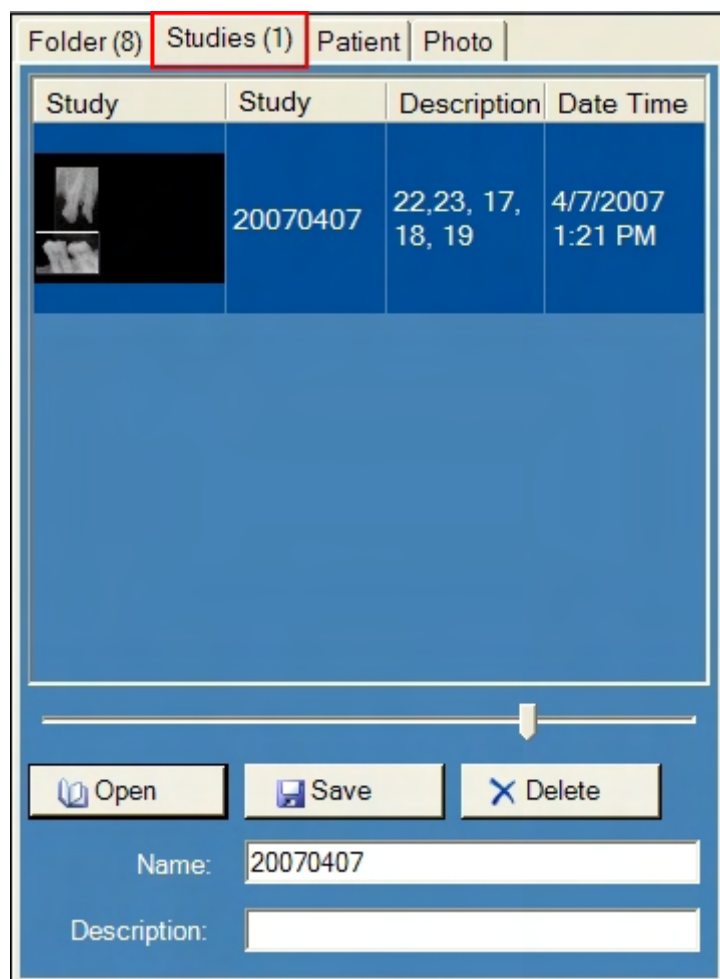 Folder (8) Studies (1) Patient Photo
Study Study Description Date Time
20070407 22,23, 17, 4/7/2007
18, 19 1:21 PM
Open Save Delete
Name: 20070407
Description: